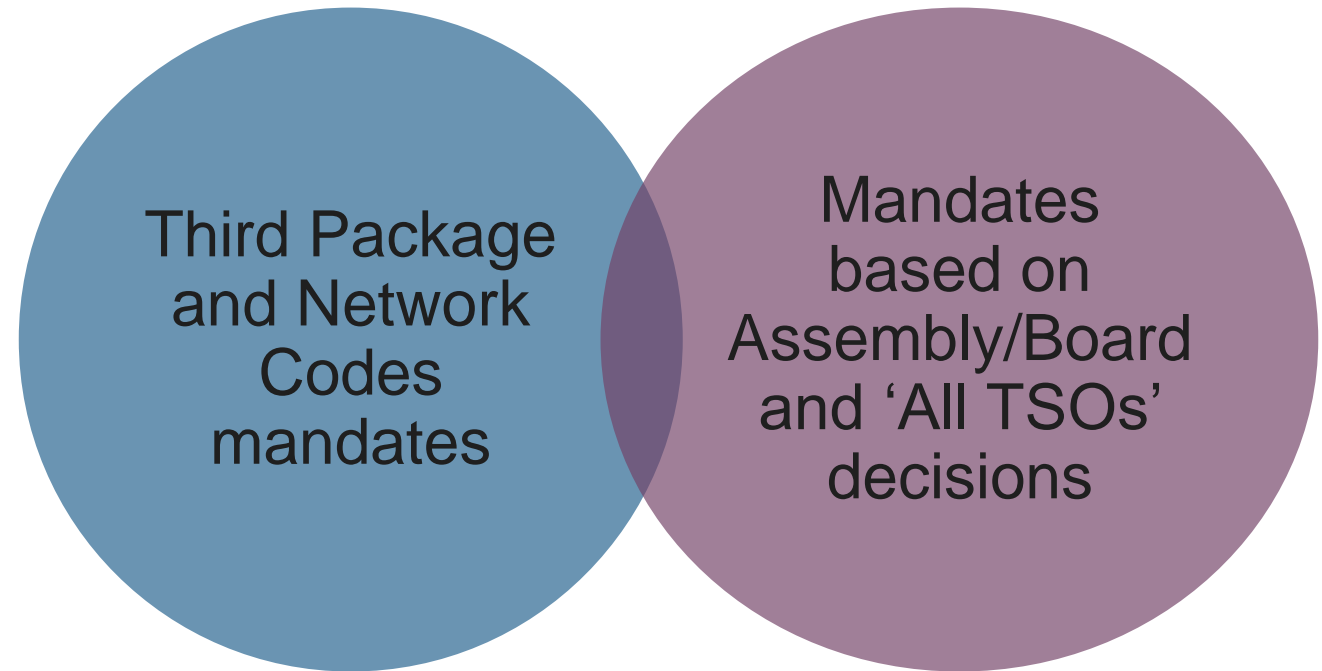 Third Package
and Network
Codes
mandates
Mandates
based on
Assembly/Board
and ‘All TSOs’
decisions